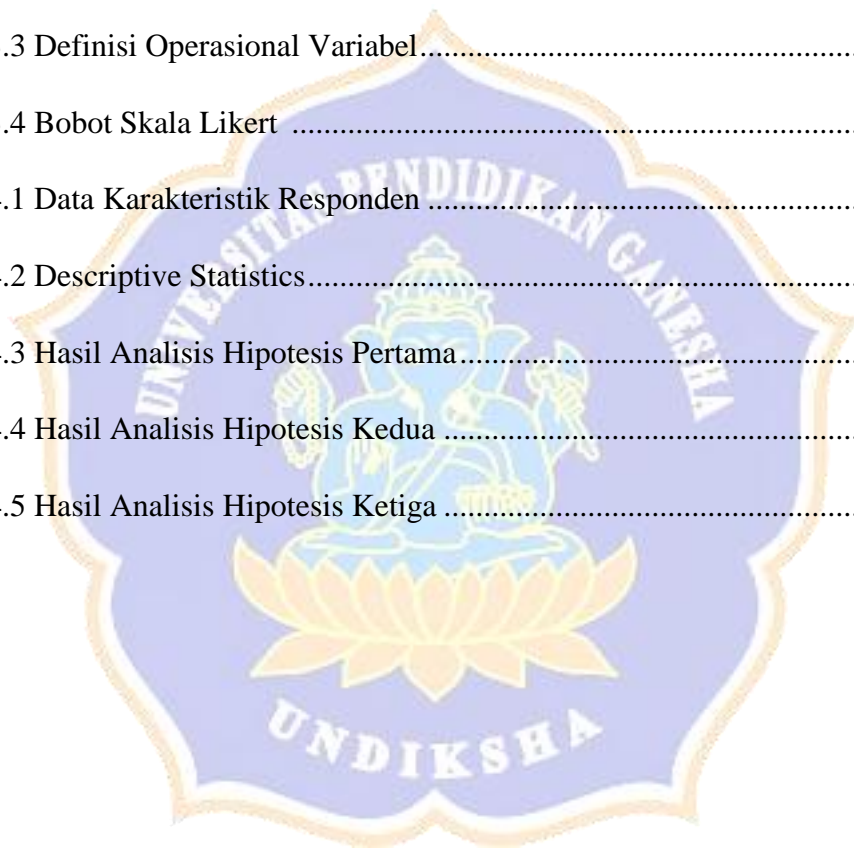 .3 Definisi Operasional Variabel
.4 Bobot Skala Likert
.1 Data Karakteristik Responden
.2 Descriptive Statistics
.3 Hasil Analisis Hipotesis Pertama
.4 Hasil Analisis Hipotesis Kedua
.5 Hasil Analisis Hipotesis Ketiga
UNIVERSITAS PENDIDIKAN GANESHA
UNDIKSHA